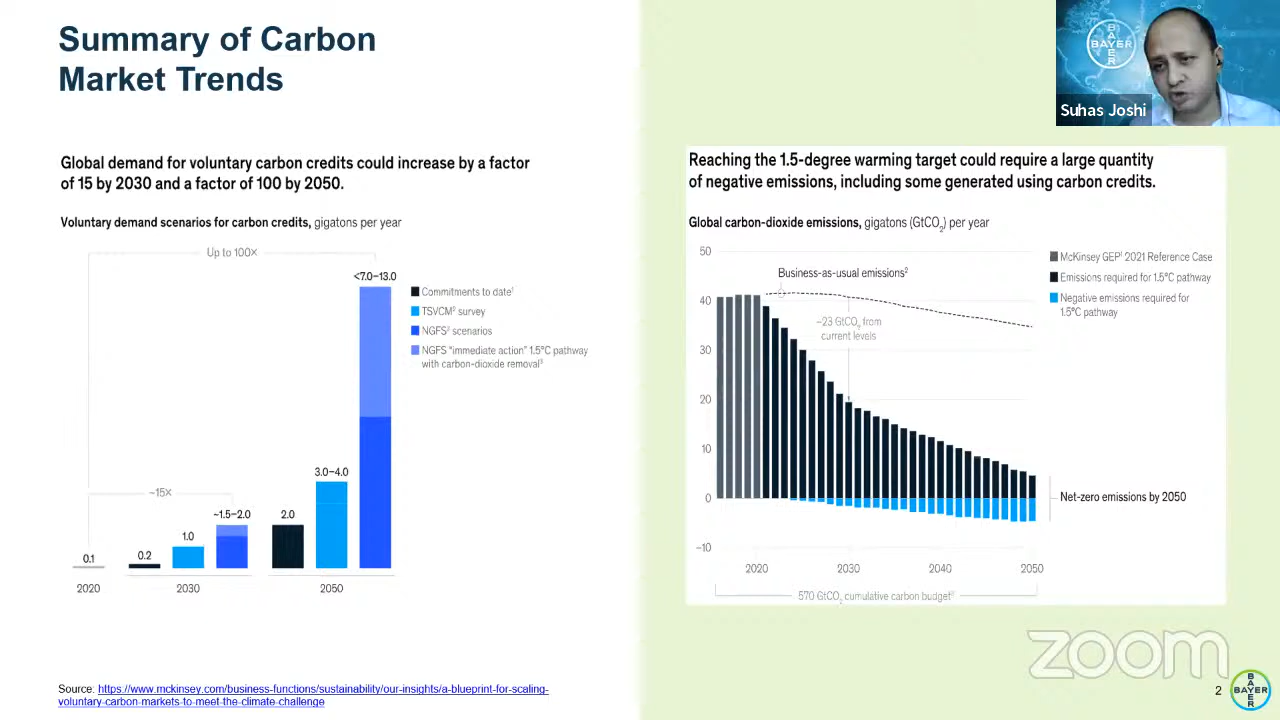 Summary of Carbon
Market Trends
Global demand for voluntary carbon credits could increase by a factor
of 15 by 2030 and a factor of 100 by 2050.
Voluntary demand scenarios for carbon credits, gigatons per year
Up to 100×
<7.0–13.0
~15×
3.0–4.0
~1.5–2.0
2.0
1.0
0.2
0.1
2020
2030
2050
Commitments to date¹
TSVCM² survey
NGFS³ scenarios
NGFS "immediate action" 1.5°C pathway
with carbon-dioxide removal³
Source: https://www.mckinsey.com/business-functions/sustainability/our-insights/a-blueprint-for-scaling-
voluntary-carbon-markets-to-meet-the-climate-challenge
BAYER
BAYER
Suhas Joshi
Reaching the 1.5-degree warming target could require a large quantity
of negative emissions, including some generated using carbon credits.
Global carbon-dioxide emissions, gigatons (GtCO₂) per year
50
40
30
20
10
0
–10
Business-as-usual emissions²
–23 GtCO₂ from
current levels
McKinsey GEP¹ 2021 Reference Case
Emissions required for 1.5°C pathway
Negative emissions required for
1.5°C pathway
Net-zero emissions by 2050
2020
2030
2040
2050
570 GtCO₂ cumulative carbon budget
zoom
2
BAYER
BAYER